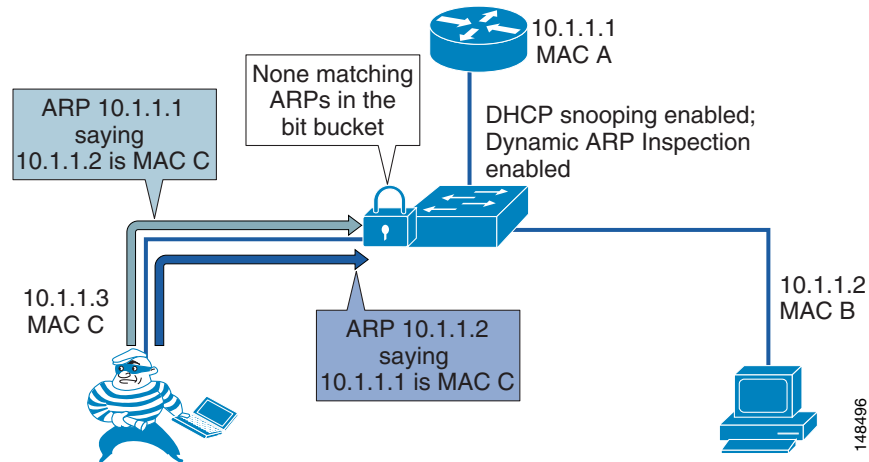 10.1.1.1
MAC A
None matching
ARPs in the
bit bucket
ARP 10.1.1.1
saying
10.1.1.2 is MAC C
DHCP snooping enabled;
Dynamic ARP Inspection
enabled
10.1.1.3
MAC C
ARP 10.1.1.2
saying
10.1.1.1 is MAC C
10.1.1.2
MAC B
148496